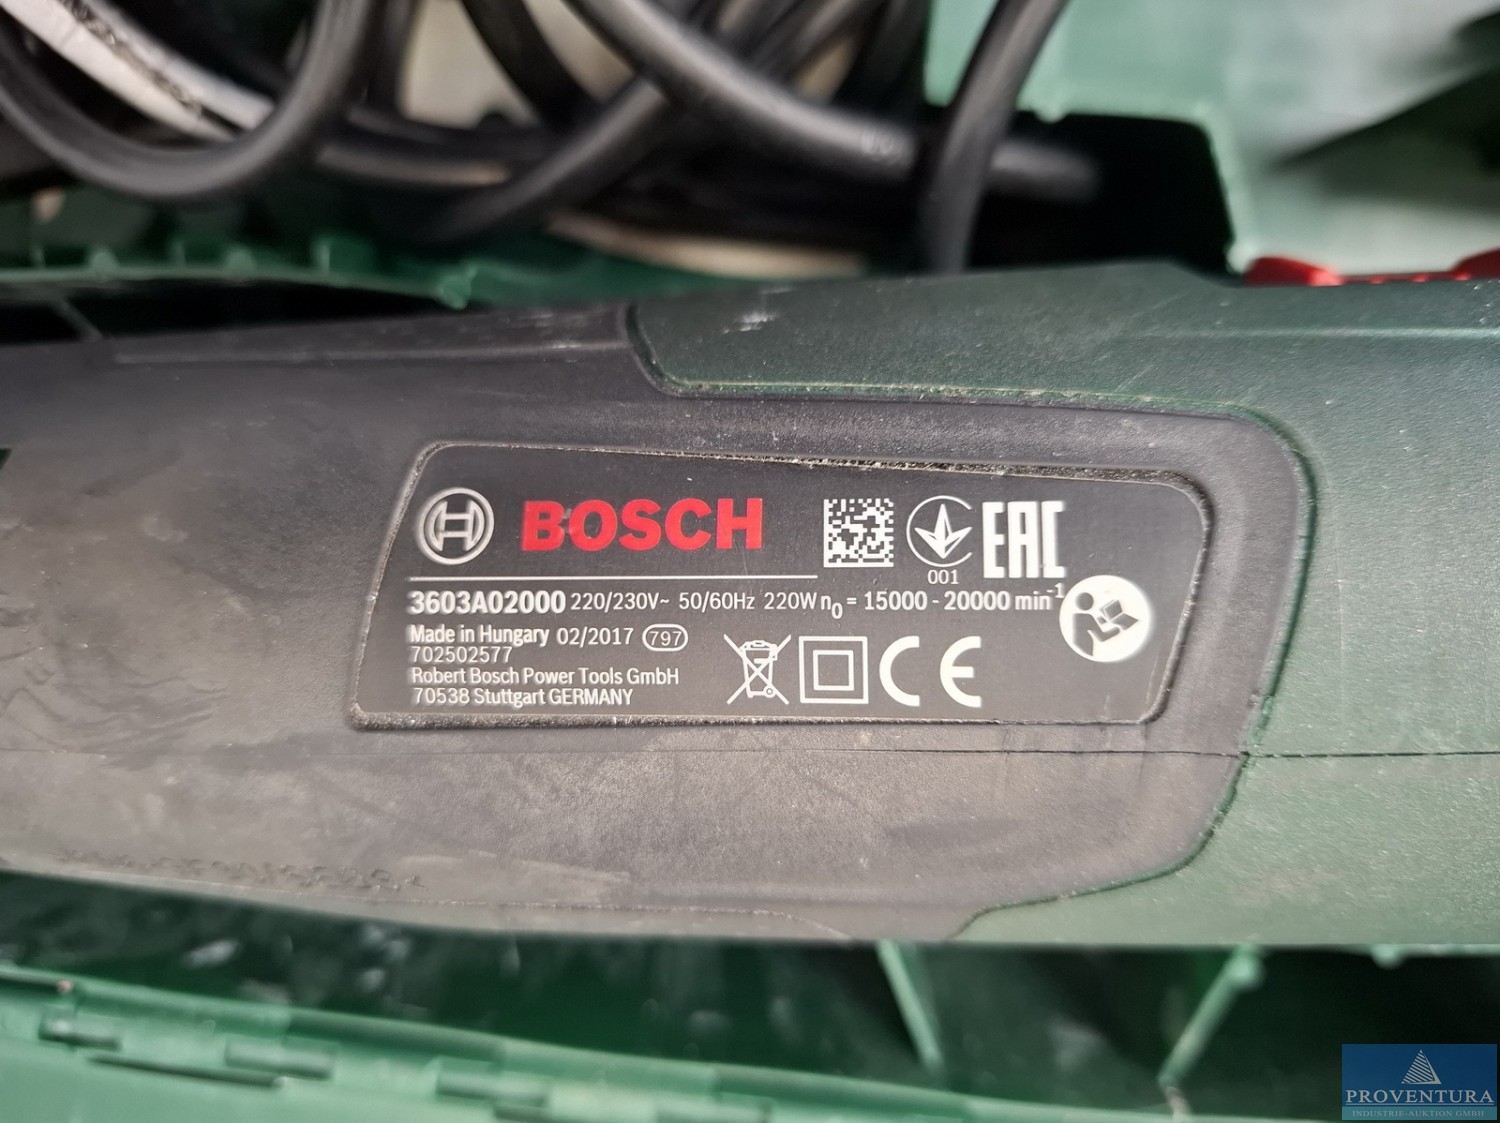 BOSCH
001
EAC
3603A02000 220/230V~ 50/60Hz 220W n0 = 15000 - 20000 min-1
Made in Hungary 02/2017 797
702502577
Robert Bosch Power Tools GmbH
70538 Stuttgart GERMANY
CE
PROVENTURA
INDUSTRIE-AUKTION GMBH